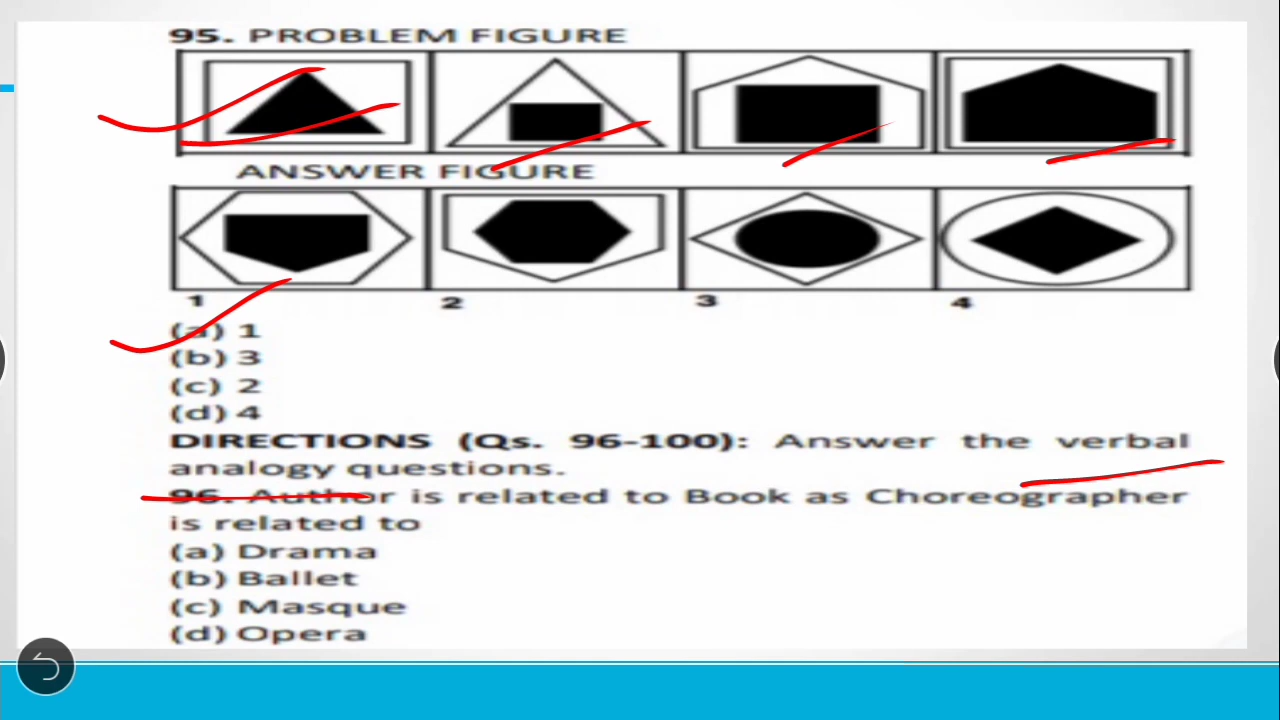 95. PROBLEM FIGURE
ANSWER FIGURE
1 2 3 4
(a) 1
(b) 3
(c) 2
(d) 4
DIRECTIONS (Qs. 96-100): Answer the verbal
analogy questions.
96. Author is related to Book as Choreographer
is related to
(a) Drama
(b) Ballet
(c) Masque
(d) Opera